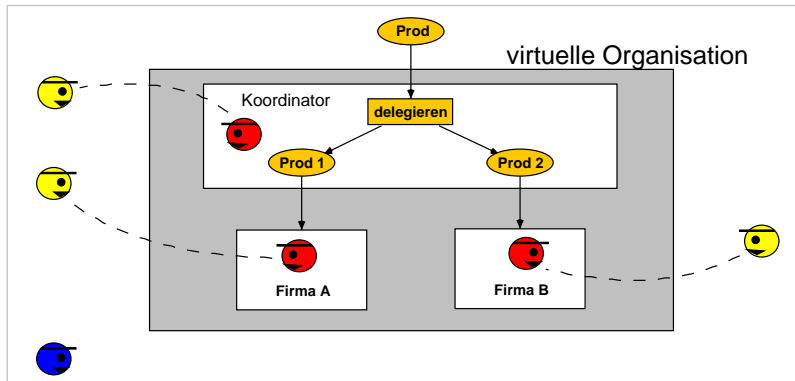 Prod
virtuelle Organisation
Koordinator
delegieren
Prod 1
Prod 2
Firma A
Firma B